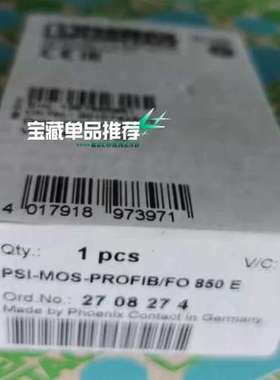 宝藏单品推荐
4 017918 973971
Qty.: 1 pcs V/C:
PSI-MOS-PROFIB/FO 850 E
Ord.No.: 27 08 27 4
Made by Phoenix Contact in Germany